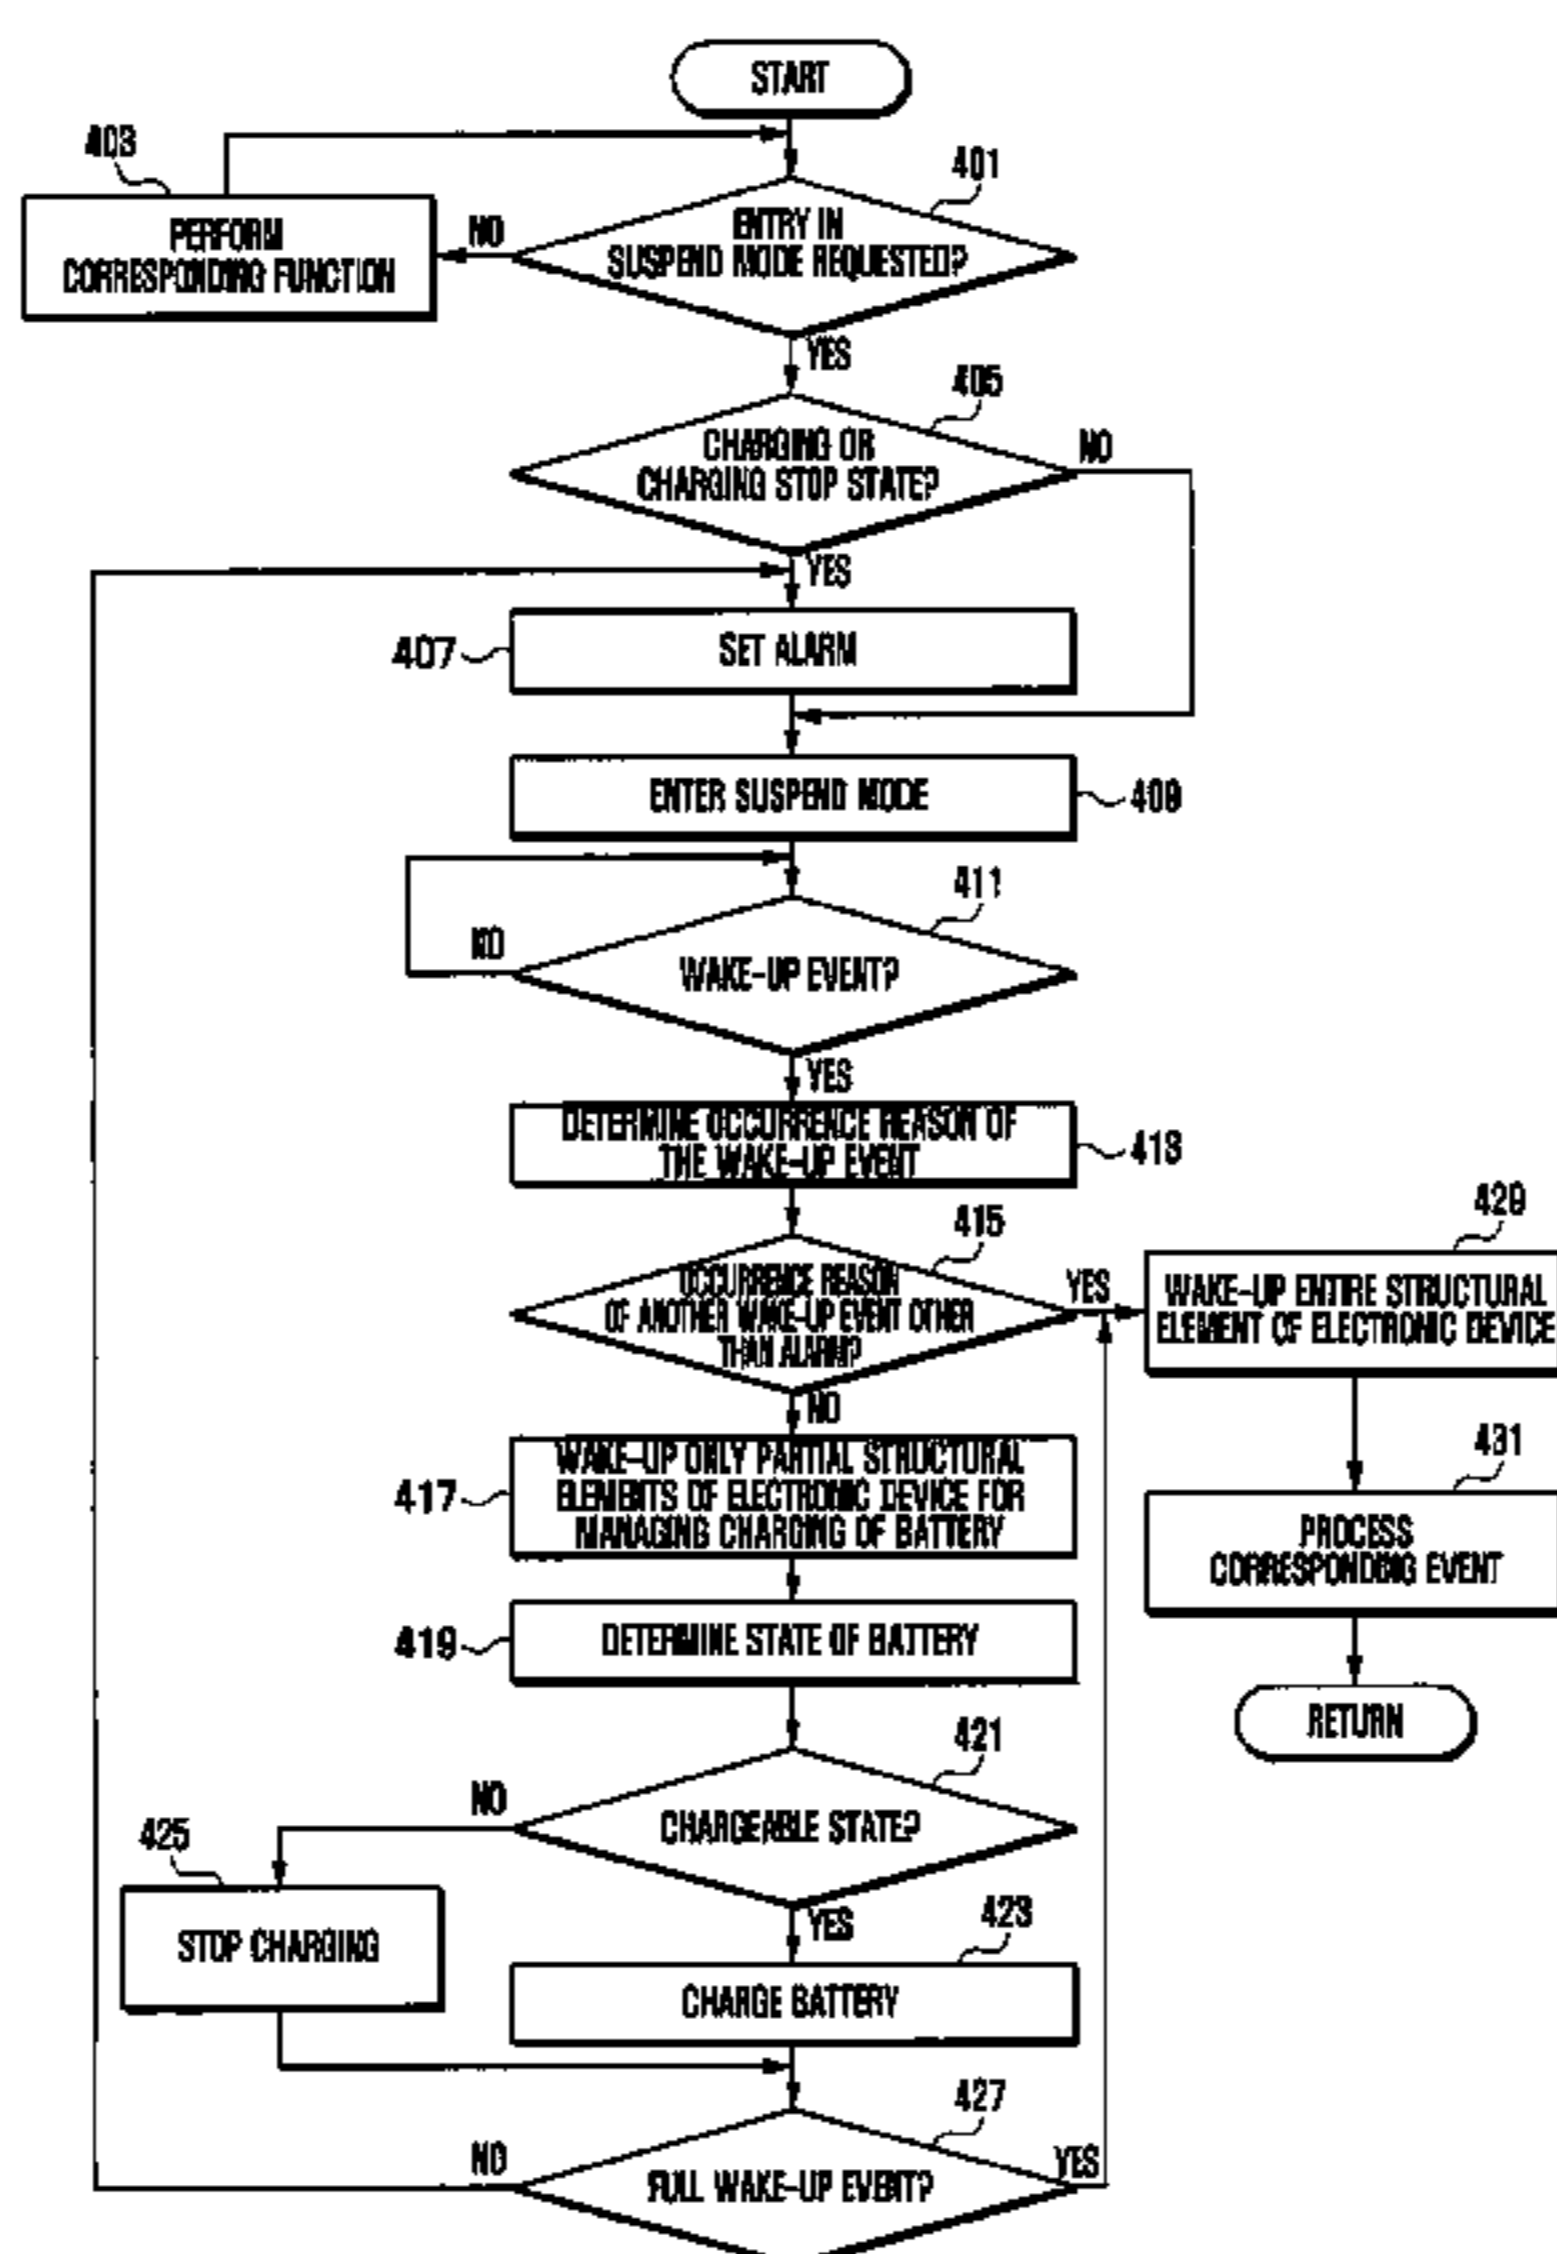 START
403
401
ENTRY IN
SUSPEND MODE REQUESTED?
NO
PERFORM
CORRESPONDING FUNCTION
YES
405
CHARGING OR
CHARGING STOP STATE?
NO
YES
407
SET ALARM
ENTER SUSPEND MODE
409
411
NO
WAKE-UP EVENT?
YES
DETERMINE OCCURRENCE REASON OF
THE WAKE-UP EVENT
413
415
OCCURRENCE REASON
OF ANOTHER WAKE-UP EVENT OTHER
THAN ALARM?
YES
429
WAKE-UP ENTIRE STRUCTURAL
ELEMENT OF ELECTRONIC DEVICE
NO
417
WAKE-UP ONLY PARTIAL STRUCTURAL
ELEMENTS OF ELECTRONIC DEVICE FOR
MANAGING CHARGING OF BATTERY
431
PROCESS
CORRESPONDING EVENT
419
DETERMINE STATE OF BATTERY
RETURN
421
NO
CHARGEABLE STATE?
425
STOP CHARGING
YES
423
CHARGE BATTERY
427
NO
FULL WAKE-UP EVENT?
YES